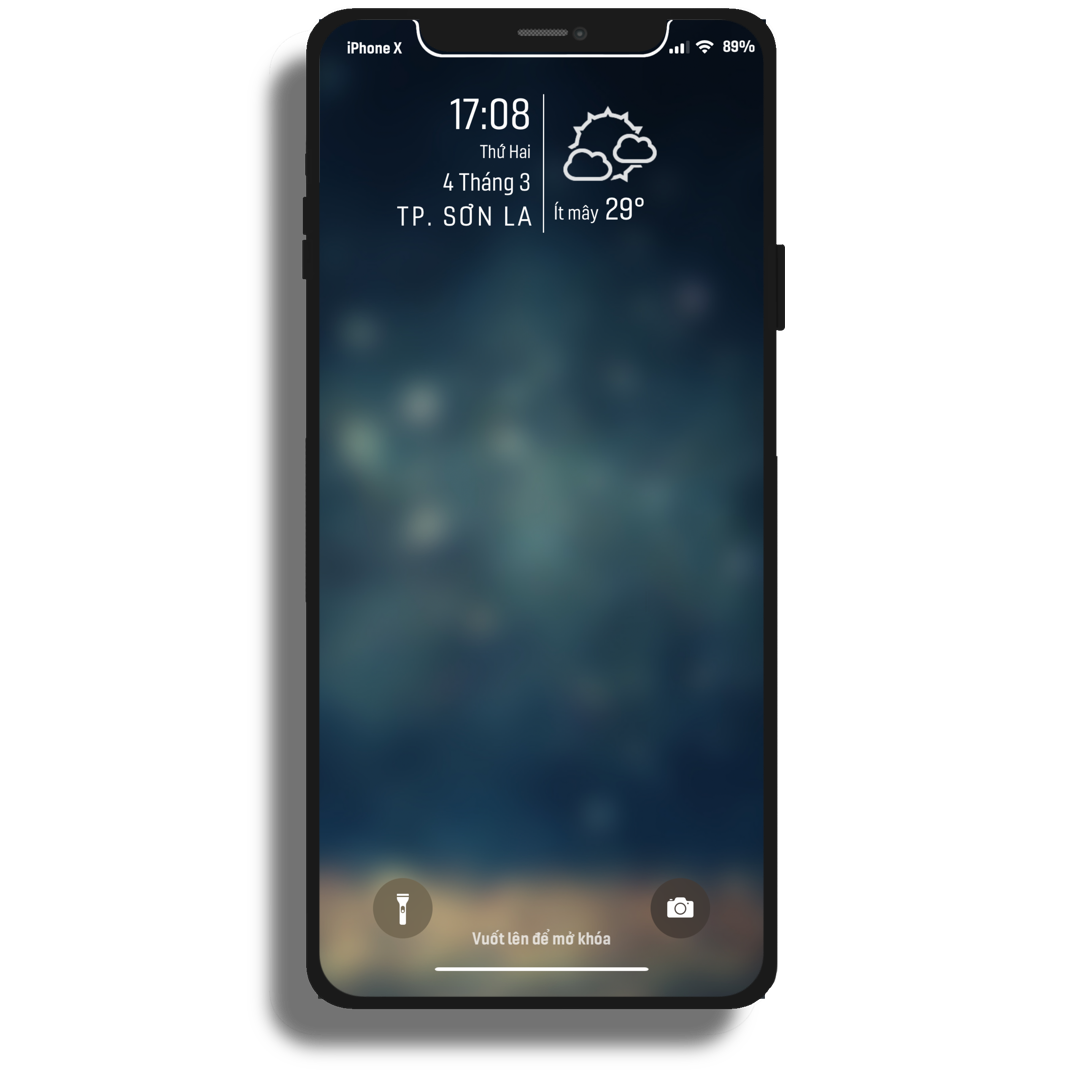 iPhone X
89%
17:08
Thứ Hai
4 Tháng 3
TP. SƠN LA
Ít mây 29°
Vuốt lên để mở khóa